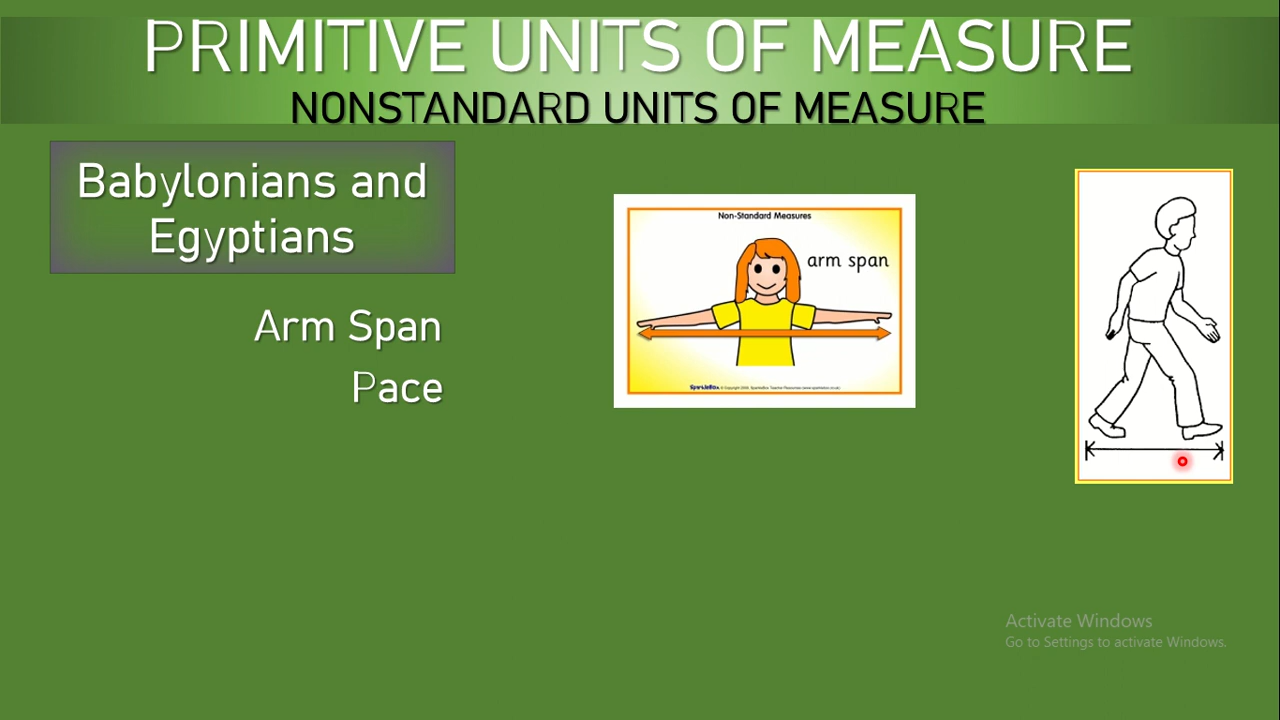 PRIMITIVE UNITS OF MEASURE
NONSTANDARD UNITS OF MEASURE
Babylonians and
Egyptians
Arm Span
Pace
Non-Standard Measures
arm span
Activate Windows
Go to Settings to activate Windows.